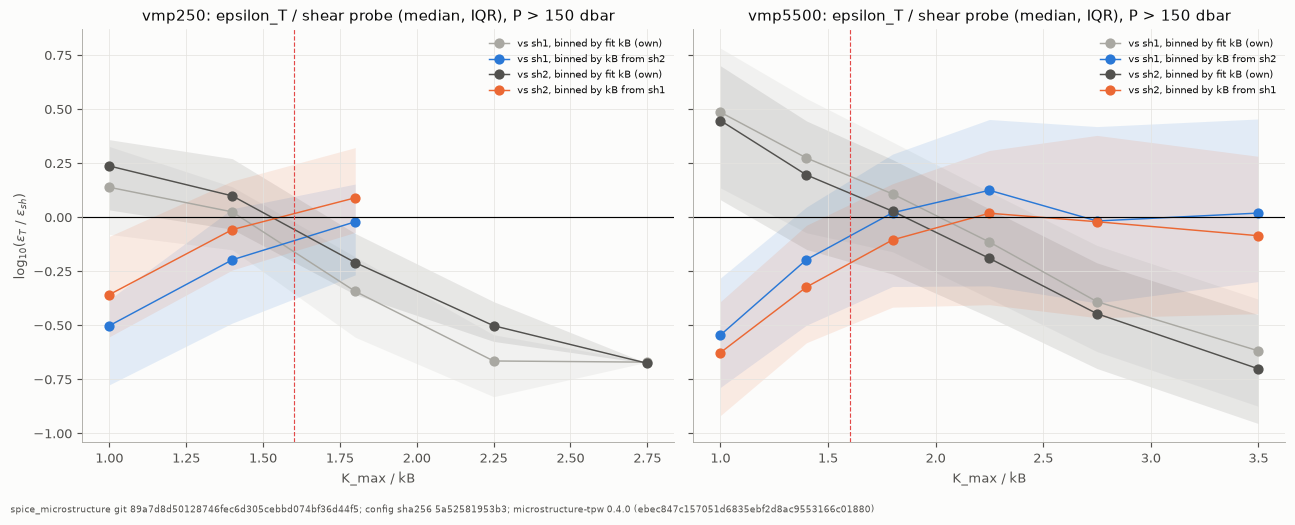 vmp250: epsilon_T / shear probe (median, IQR), P > 150 dbar
vmp5500: epsilon_T / shear probe (median, IQR), P > 150 dbar
vs sh1, binned by fit kB (own)
vs sh1, binned by kB from sh2
vs sh2, binned by fit kB (own)
vs sh2, binned by kB from sh1
vs sh1, binned by fit kB (own)
vs sh1, binned by kB from sh2
vs sh2, binned by fit kB (own)
vs sh2, binned by kB from sh1
log10(εT / εsh)
0.75
0.50
0.25
0.00
−0.25
−0.50
−0.75
−1.00
1.00 1.25 1.50 1.75 2.00 2.25 2.50 2.75
K_max / kB
1.0 1.5 2.0 2.5 3.0 3.5
K_max / kB
spice_microstructure git 89a7d8d50128746fec6d305cebbd074bf36d44f5; config sha256 5a52581953b3; microstructure-tpw 0.4.0 (ebec847c157051d6835ebf2d8ac9553166c01880)